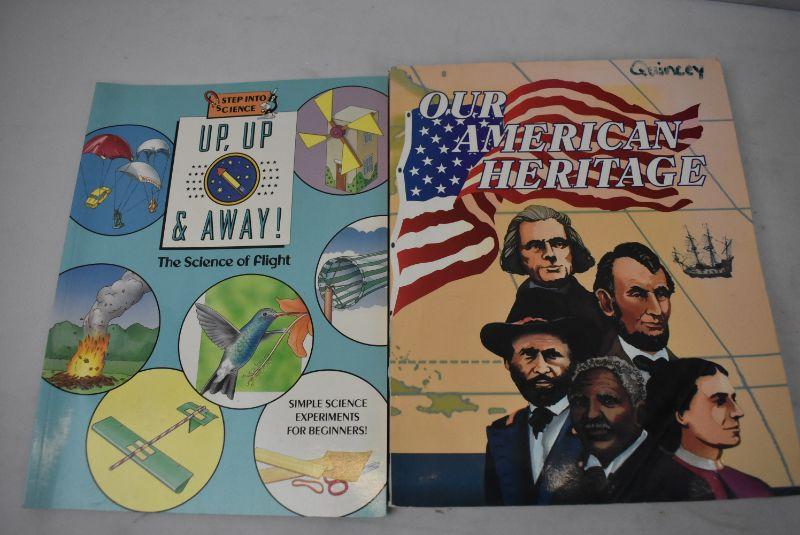 STEP INTO
SCIENCE
UP, UP
& AWAY!
The Science of Flight
SIMPLE SCIENCE
EXPERIMENTS
FOR BEGINNERS!
Quincey
OUR
AMERICAN
HERITAGE